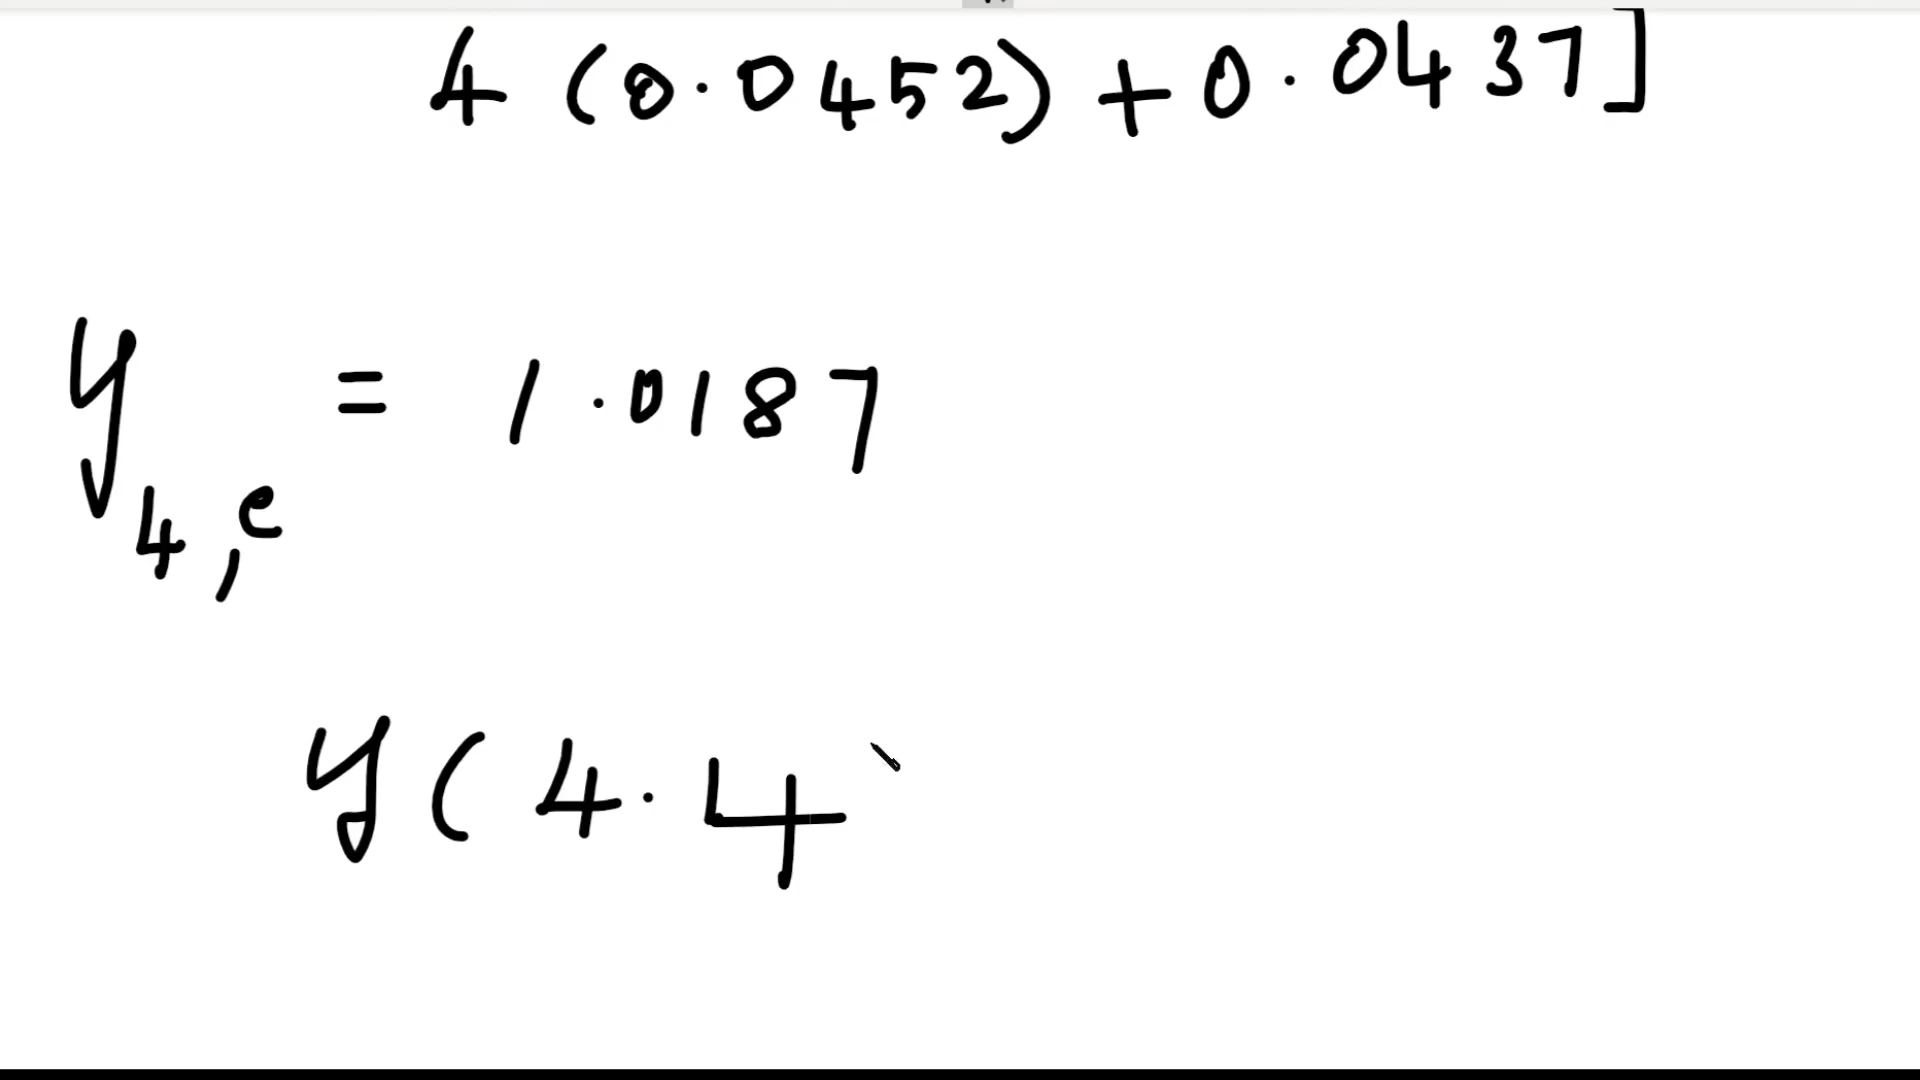 4 (0.0452) + 0.0437]
y4,c = 1.0187
y(4.4